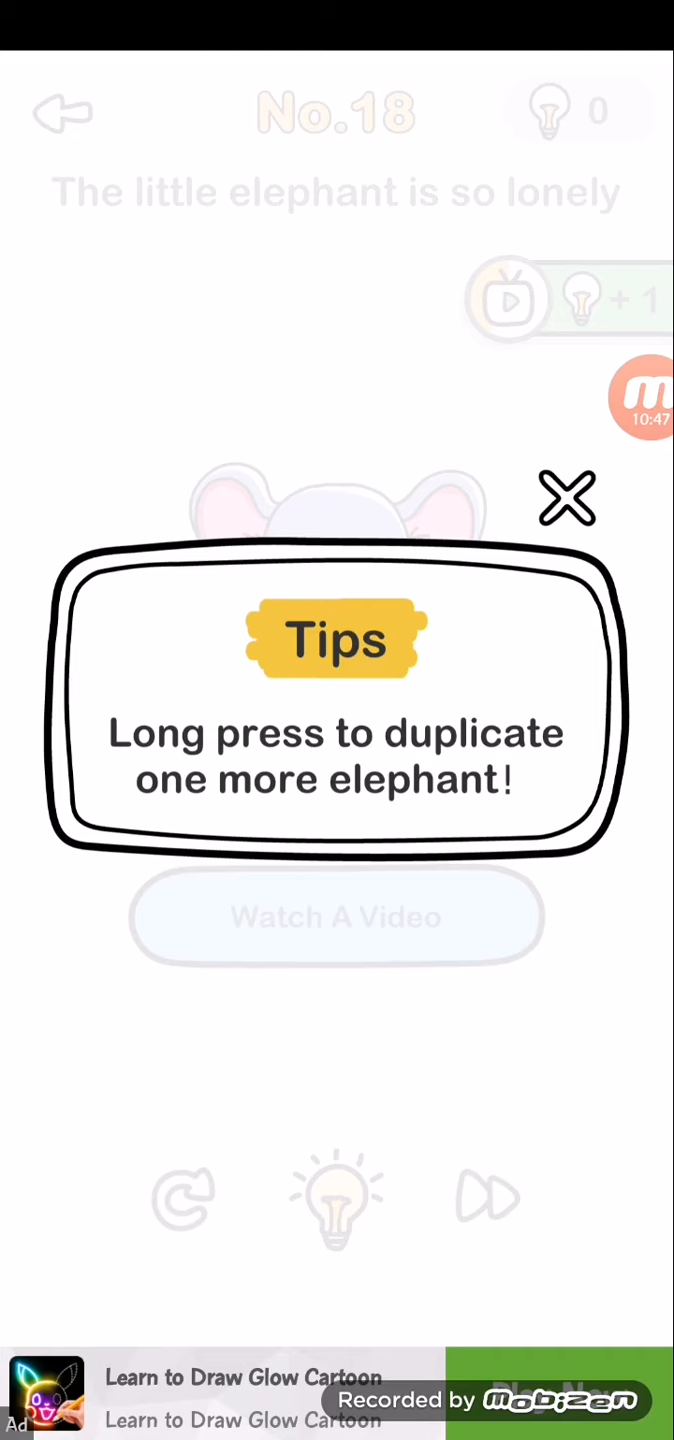 No.18
0
The little elephant is so lonely
+ 1
10:47
Tips
Long press to duplicate
one more elephant!
Watch A Video
Learn to Draw Glow Cartoon
Recorded by mobizen
Learn to Draw Glow Cartoon
Ad